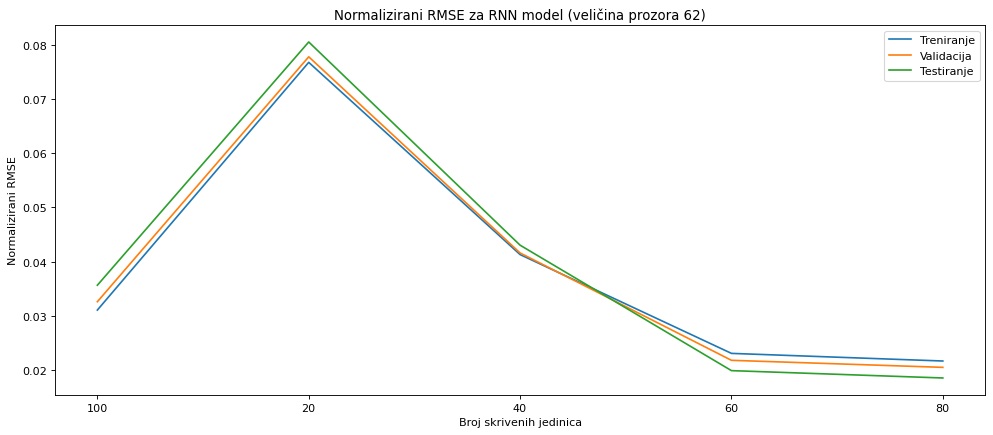 Normalizirani RMSE za RNN model (veličina prozora 62)
Treniranje
Validacija
Testiranje
Normalizirani RMSE
0.08
0.07
0.06
0.05
0.04
0.03
0.02
100 20 40 60 80
Broj skrivenih jedinica